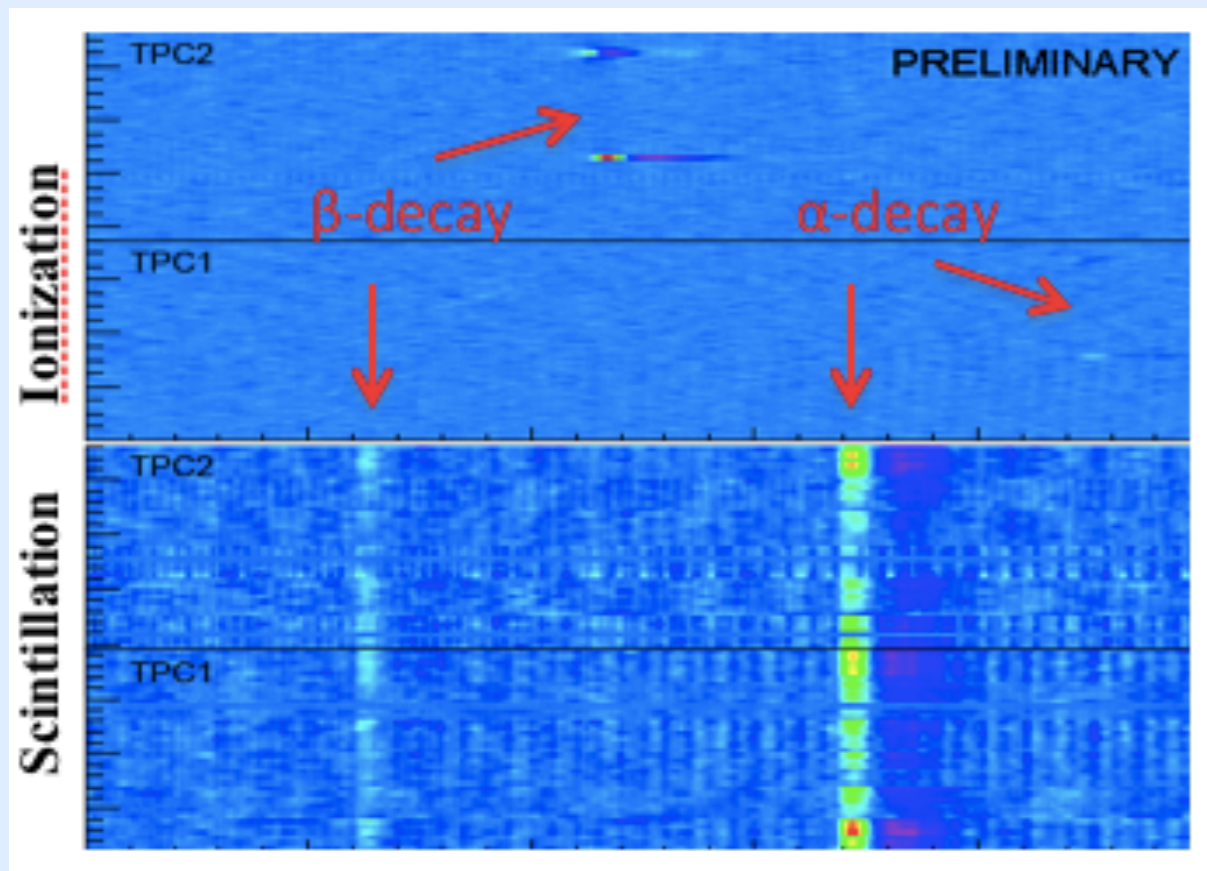 TPC2
PRELIMINARY
β-decay
α-decay
TPC1
Ionization
TPC2
TPC1
Scintillation